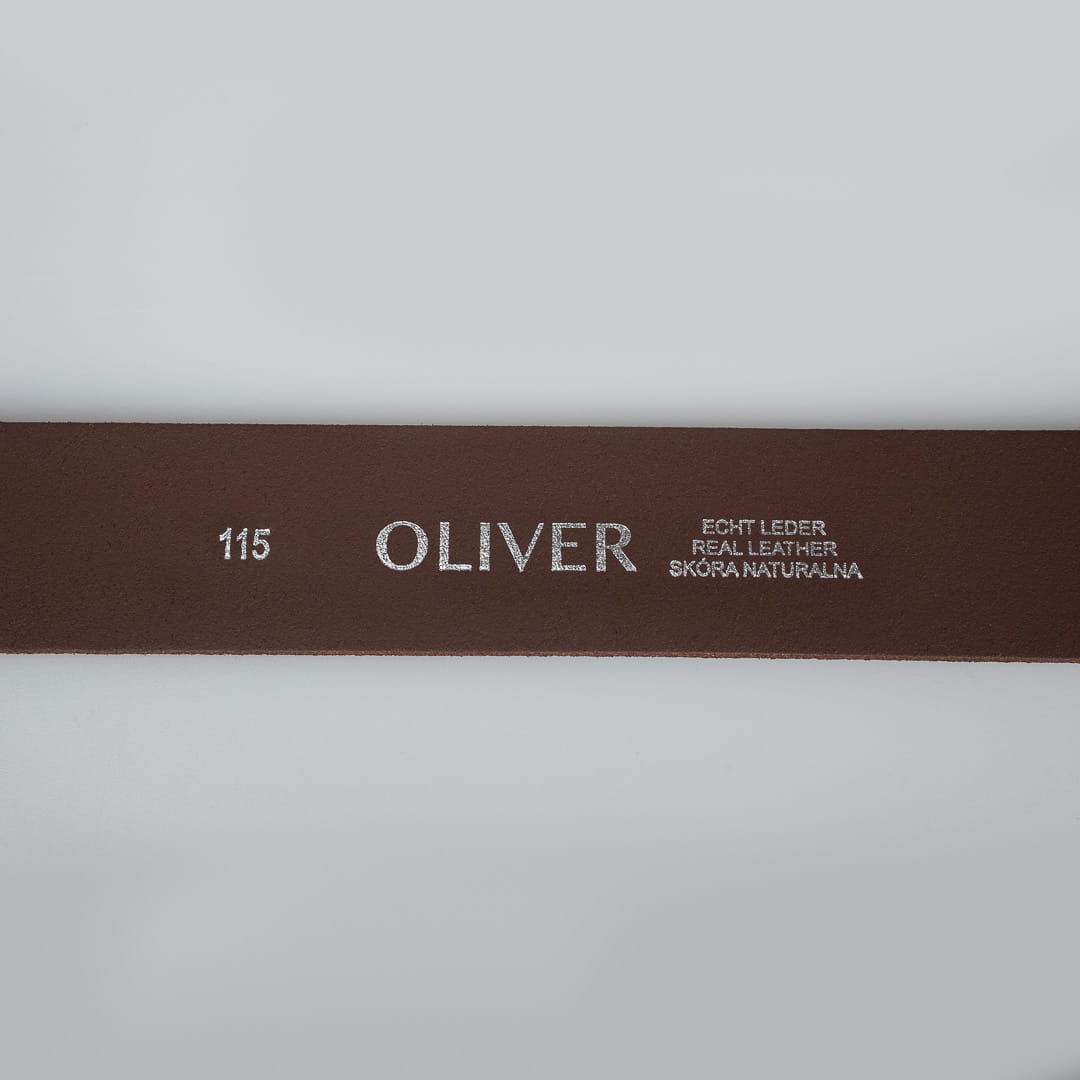 115
OLIVER
ECHT LEDER
REAL LEATHER
SKÓRA NATURALNA